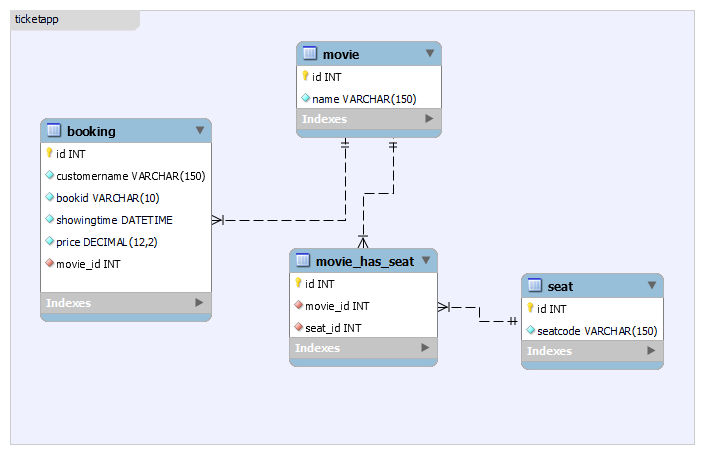 ticketapp
movie
id INT
name VARCHAR(150)
Indexes
booking
id INT
customername VARCHAR(150)
bookid VARCHAR(10)
showingtime DATETIME
price DECIMAL(12,2)
movie_id INT
Indexes
movie_has_seat
id INT
movie_id INT
seat_id INT
Indexes
seat
id INT
seatcode VARCHAR(150)
Indexes